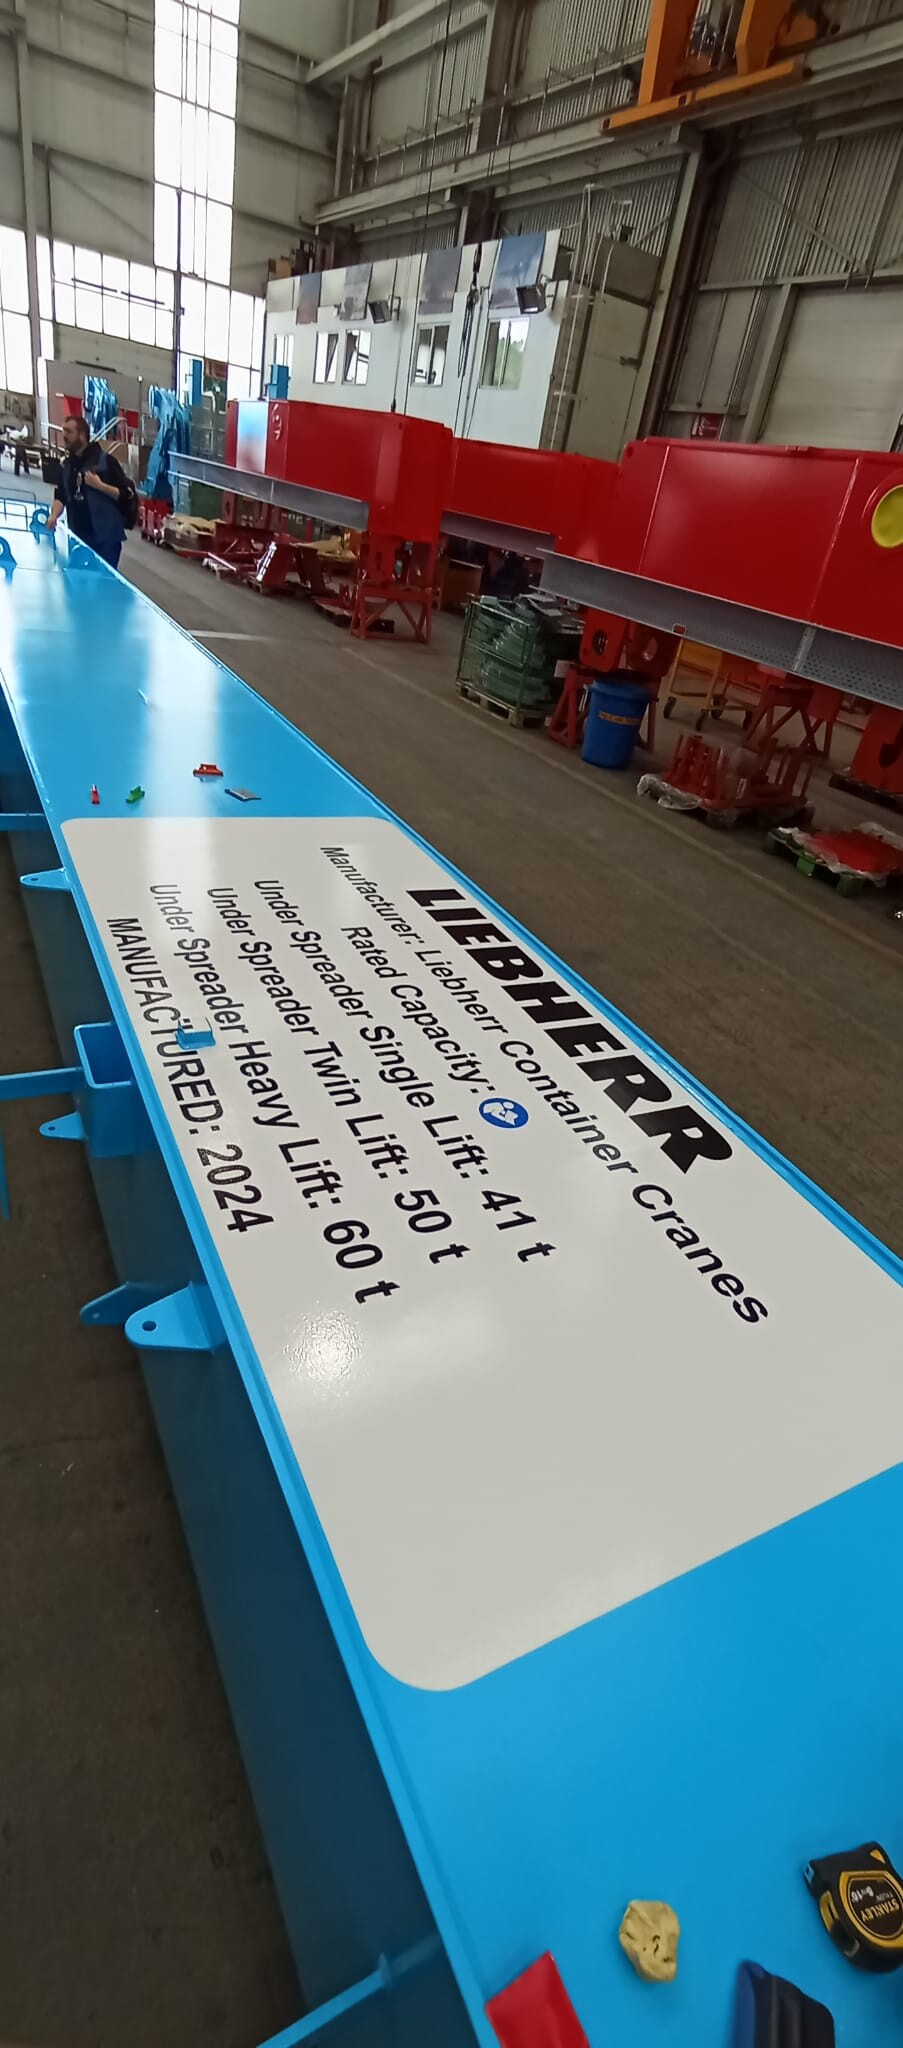 LIEBHERR
Manufacturer: Liebherr Container Cranes
Rated Capacity:
Under Spreader Single Lift: 41 t
Under Spreader Twin Lift: 50 t
Under Spreader Heavy Lift: 60 t
MANUFACTURED: 2024
STANLEY